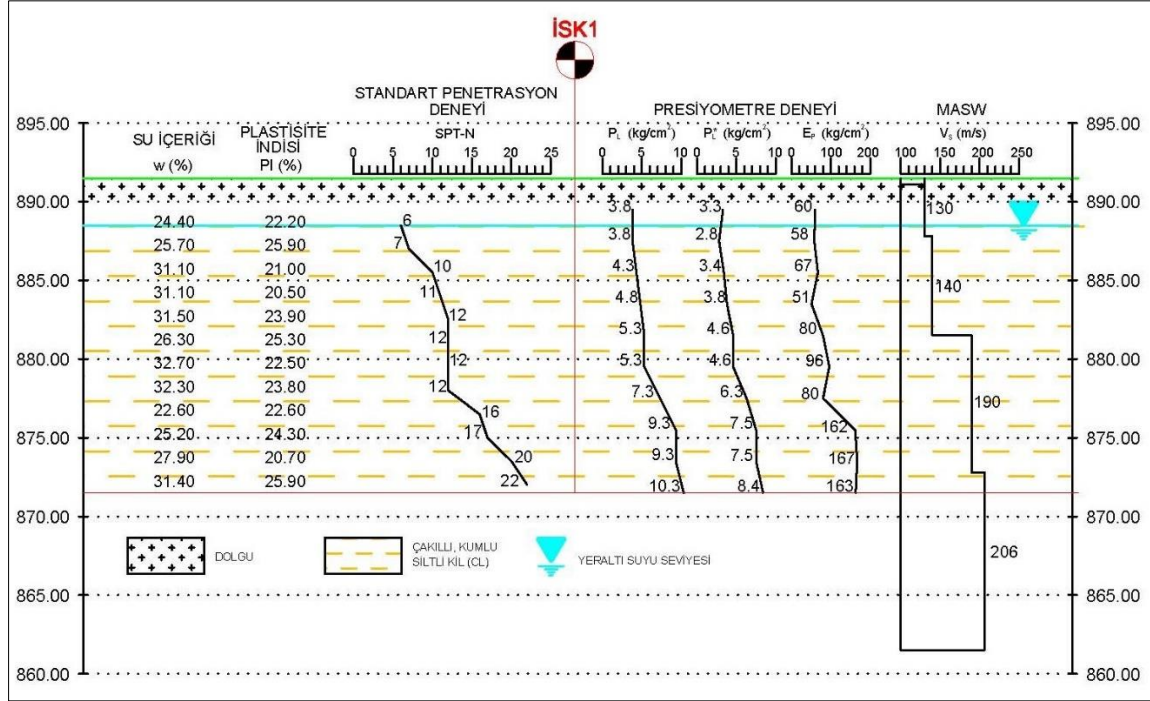 İSK1
STANDART PENETRASYON
DENEYİ
SPT-N
0 5 10 15 20 25
PRESİYOMETRE DENEYİ
P_L (kg/cm²) P_L* (kg/cm²) E_P (kg/cm²)
0 5 10 0 5 10 0 100 200
MASW
V_S (m/s)
100 150 200 250
SU İÇERİĞİ
w (%)
PLASTİSİTE
İNDİSİ
PI (%)
895.00 895.00
890.00 890.00
885.00 885.00
880.00 880.00
875.00 875.00
870.00 870.00
865.00 865.00
860.00 860.00
3.8 3.3 60 130
24.40 22.20 6
25.70 25.90 7 3.8 2.8 58
31.10 21.00 10 4.3 3.4 67
140
31.10 20.50 11 4.8 3.8 51
31.50 23.90 12 5.3 4.6 80
26.30 25.30 12
32.70 22.50 12 5.3 4.6 96
32.30 23.80 12 7.3 6.3 80
190
22.60 22.60 16 9.3 7.5 162
25.20 24.30 17
27.90 20.70 20 9.3 7.5 167
31.40 25.90 22 10.3 8.4 163
206
DOLGU
ÇAKILLI, KUMLU
SİLTLİ KİL (CL)
YERALTI SUYU SEVİYESİ